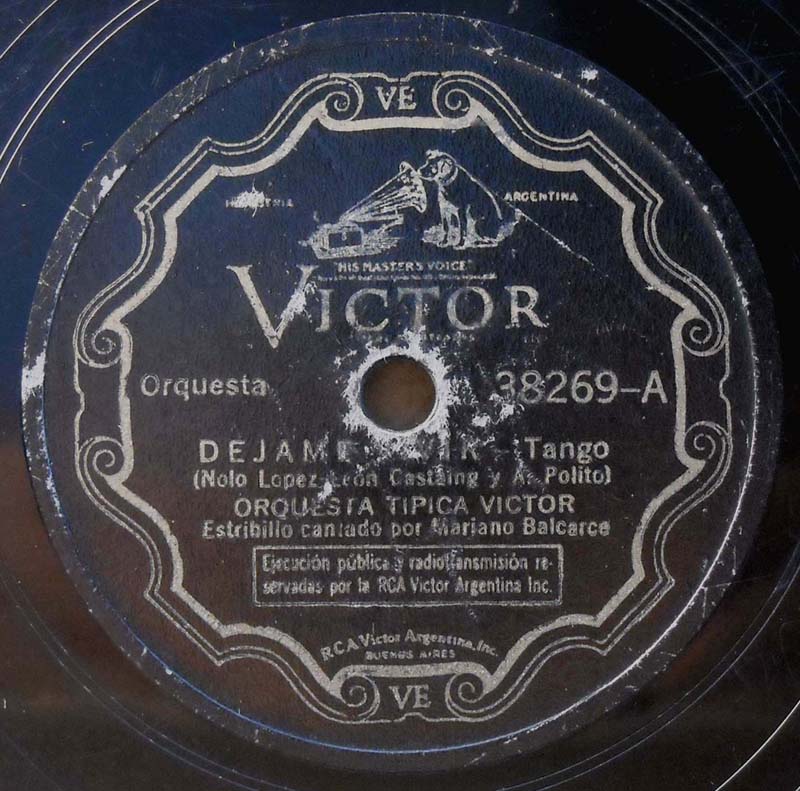 VE
INDUSTRIA ARGENTINA
"HIS MASTER'S VOICE"
VICTOR
Orquesta 38269-A
Tango
(Nolo Lopez, León Castaing y A. Polito)
ORQUESTA TIPICA VICTOR
Estribillo cantado por Mariano Balcarce
Ejecución pública y radiotransmisión re-
servadas por la RCA Victor Argentina Inc.
RCA Victor Argentina, Inc.
BUENOS AIRES
VE